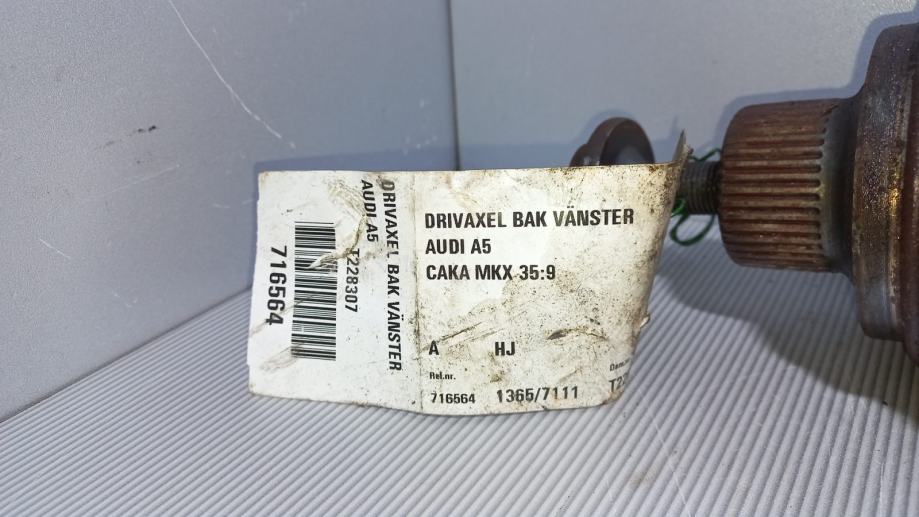 716564
T228307
AUDI A5
DRIVAXEL BAK VÄNSTER
DRIVAXEL BAK VÄNSTER
AUDI A5
CAKA MKX 35:9
A HJ
Rel.nr.
716564 1365/7111